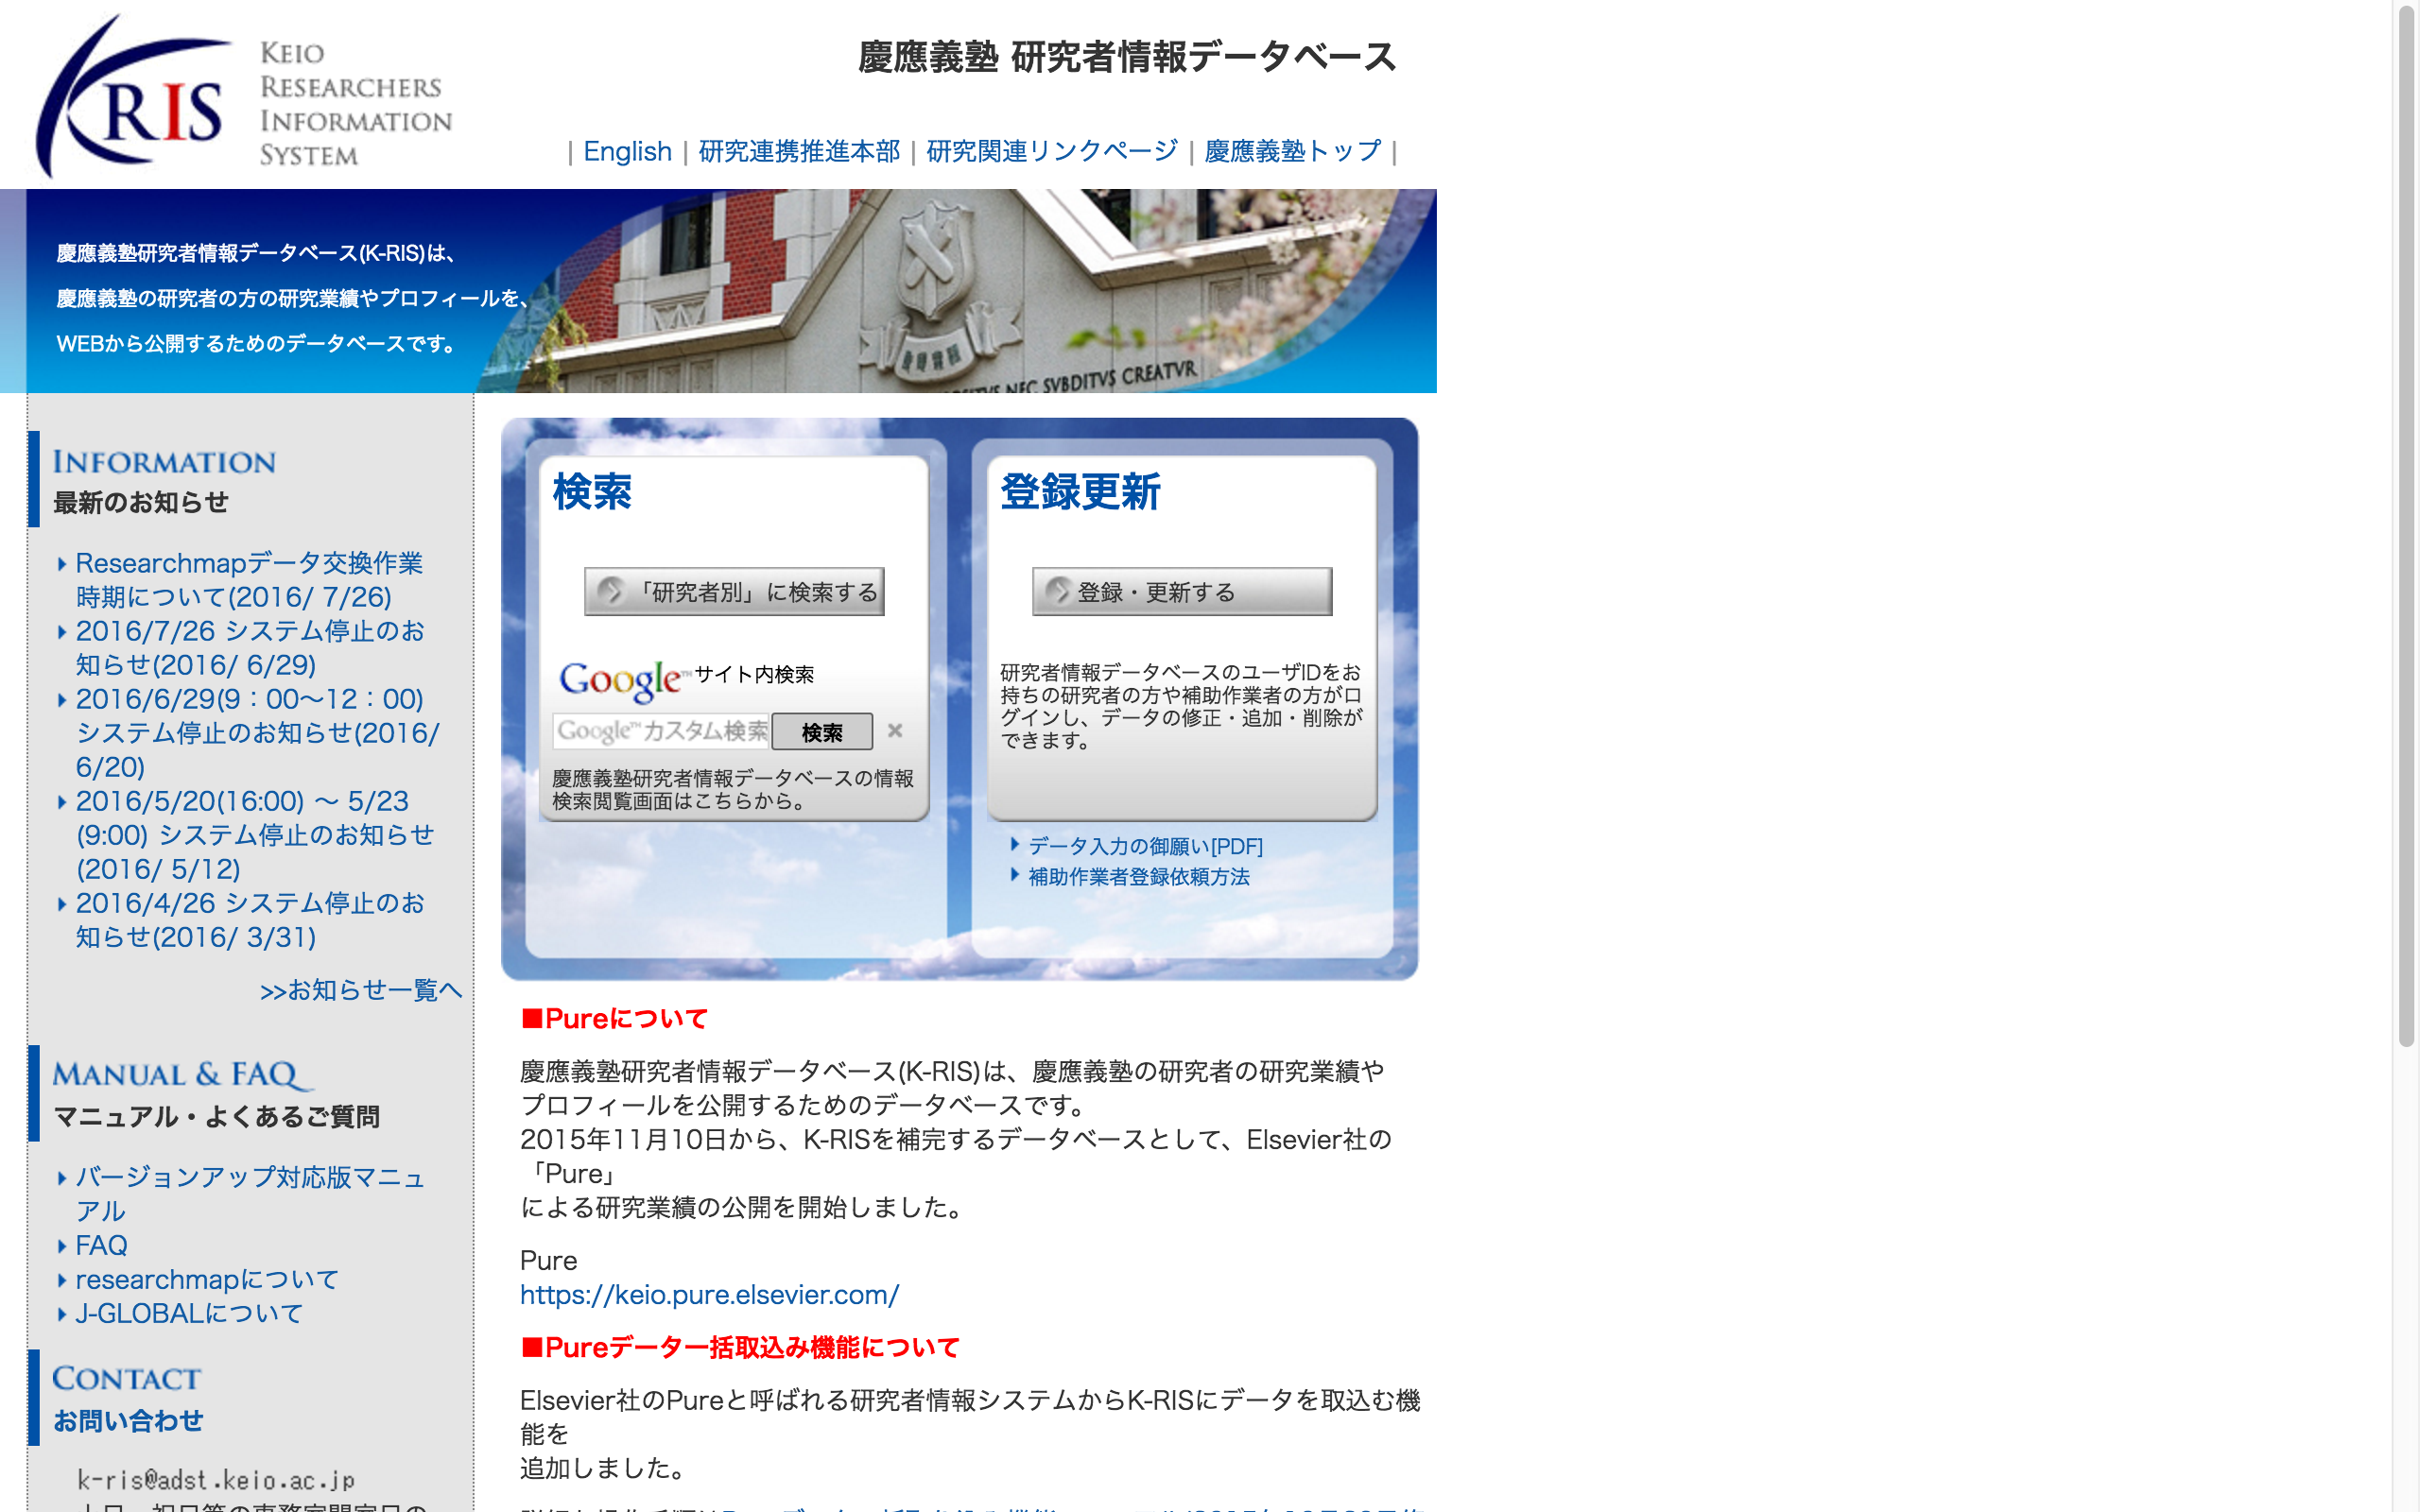 KRIS
KEIO
RESEARCHERS
INFORMATION
SYSTEM
慶應義塾 研究者情報データベース
| English | 研究連携推進本部 | 研究関連リンクページ | 慶應義塾トップ |
慶應義塾研究者情報データベース(K-RIS)は、
慶應義塾の研究者の方の研究業績やプロフィールを、
WEBから公開するためのデータベースです。
NEC SVBDITVS CREATVR
INFORMATION
最新のお知らせ
Researchmapデータ交換作業
時期について(2016/ 7/26)
2016/7/26 システム停止のお
知らせ(2016/ 6/29)
2016/6/29(9：00～12：00)
システム停止のお知らせ(2016/
6/20)
2016/5/20(16:00) ～ 5/23
(9:00) システム停止のお知らせ
(2016/ 5/12)
2016/4/26 システム停止のお
知らせ(2016/ 3/31)
>>お知らせ一覧へ
MANUAL & FAQ
マニュアル・よくあるご質問
バージョンアップ対応版マニュ
アル
FAQ
researchmapについて
J-GLOBALについて
CONTACT
お問い合わせ
k-ris@adst.keio.ac.jp
検索
「研究者別」に検索する
Google™サイト内検索
Google™カスタム検索 検索 ×
慶應義塾研究者情報データベースの情報
検索閲覧画面はこちらから。
登録更新
登録・更新する
研究者情報データベースのユーザIDをお
持ちの研究者の方や補助作業者の方がロ
グインし、データの修正・追加・削除が
できます。
データ入力の御願い[PDF]
補助作業者登録依頼方法
■Pureについて
慶應義塾研究者情報データベース(K-RIS)は、慶應義塾の研究者の研究業績や
プロフィールを公開するためのデータベースです。
2015年11月10日から、K-RISを補完するデータベースとして、Elsevier社の
「Pure」
による研究業績の公開を開始しました。
Pure
https://keio.pure.elsevier.com/
■Pureデータ一括取込み機能について
Elsevier社のPureと呼ばれる研究者情報システムからK-RISにデータを取込む機
能を
追加しました。